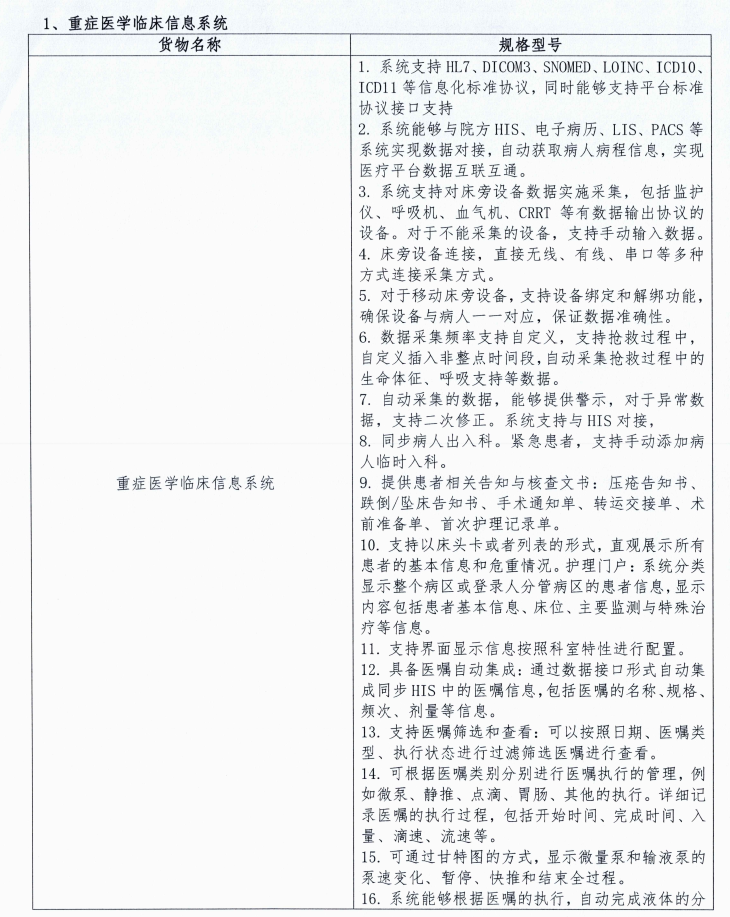 1、重症医学临床信息系统
货物名称
规格型号
重症医学临床信息系统
1. 系统支持 HL7、DICOM3、SNOMED、LOINC、ICD10、
ICD11 等信息化标准协议，同时能够支持平台标准
协议接口支持
2. 系统能够与院方 HIS、电子病历、LIS、PACS 等
系统实现数据对接，自动获取病人病程信息，实现
医疗平台数据互联互通。
3. 系统支持对床旁设备数据实施采集，包括监护
仪、呼吸机、血气机、CRRT 等有数据输出协议的
设备。对于不能采集的设备，支持手动输入数据。
4. 床旁设备连接，直接无线、有线、串口等多种
方式连接采集方式。
5. 对于移动床旁设备，支持设备绑定和解绑功能，
确保设备与病人一一对应，保证数据准确性。
6. 数据采集频率支持自定义，支持抢救过程中，
自定义插入非整点时间段，自动采集抢救过程中的
生命体征、呼吸支持等数据。
7. 自动采集的数据，能够提供警示，对于异常数
据，支持二次修正。系统支持与 HIS 对接，
8. 同步病人出入科。紧急患者，支持手动添加病
人临时入科。
9. 提供患者相关告知与核查文书：压疮告知书、
跌倒/坠床告知书、手术通知单、转运交接单、术
前准备单、首次护理记录单。
10. 支持以床头卡或者列表的形式，直观展示所有
患者的基本信息和危重情况。护理门户：系统分类
显示整个病区或登录人分管病区的患者信息，显示
内容包括患者基本信息、床位、主要监测与特殊治
疗等信息。
11. 支持界面显示信息按照科室特性进行配置。
12. 具备医嘱自动集成：通过数据接口形式自动集
成同步 HIS 中的医嘱信息，包括医嘱的名称、规格、
频次、剂量等信息。
13. 支持医嘱筛选和查看：可以按照日期、医嘱类
型、执行状态进行过滤筛选医嘱进行查看。
14. 可根据医嘱类别分别进行医嘱执行的管理，例
如微泵、静推、点滴、胃肠、其他的执行。详细记
录医嘱的执行过程，包括开始时间、完成时间、入
量、滴速、流速等。
15. 可通过甘特图的方式，显示微量泵和输液泵的
泵速变化、暂停、快推和结束全过程。
16. 系统能够根据医嘱的执行，自动完成液体的分